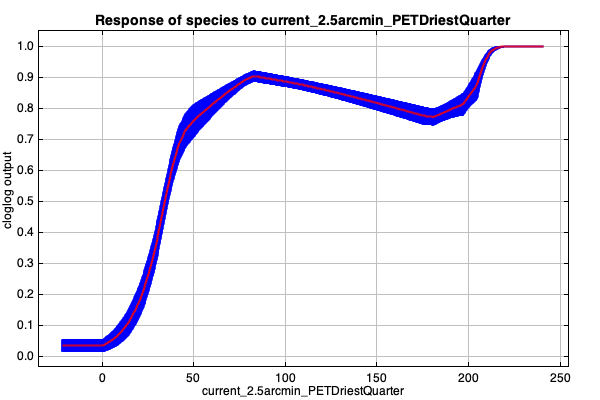 Response of species to current_2.5arcmin_PETDriestQuarter
1.0
0.9
0.8
0.7
0.6
0.5
0.4
0.3
0.2
0.1
0.0
cloglog output
0 50 100 150 200 250
current_2.5arcmin_PETDriestQuarter